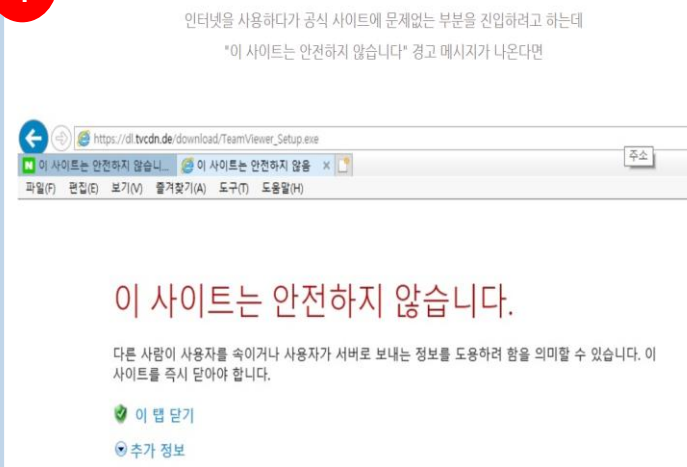 인터넷을 사용하다가 공식 사이트에 문제없는 부분을 진입하려고 하는데
"이 사이트는 안전하지 않습니다" 경고 메시지가 나온다면
https://dl.tvcdn.de/download/TeamViewer_Setup.exe
주소
N 이 사이트는 안전하지 않습니... 이 사이트는 안전하지 않음 ×
파일(F) 편집(E) 보기(V) 즐겨찾기(A) 도구(T) 도움말(H)
이 사이트는 안전하지 않습니다.
다른 사람이 사용자를 속이거나 사용자가 서버로 보내는 정보를 도용하려 함을 의미할 수 있습니다. 이
사이트를 즉시 닫아야 합니다.
이 탭 닫기
추가 정보